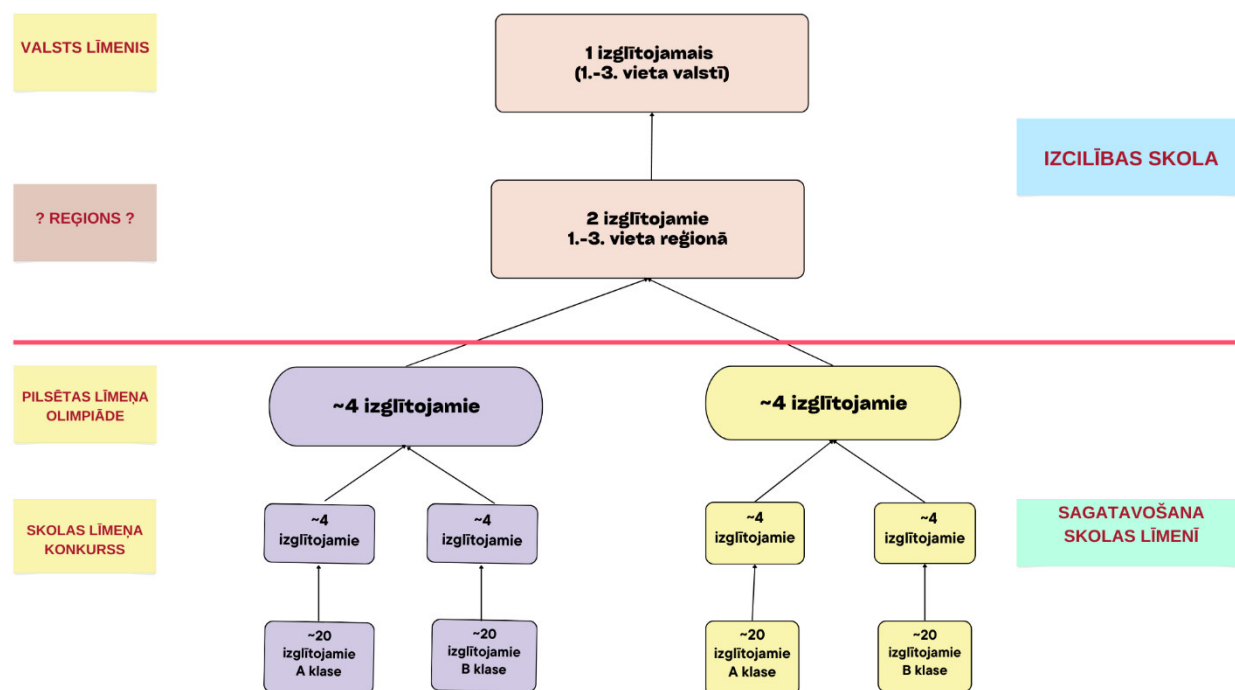 VALSTS LĪMENIS
1 izglītojamais
(1.-3. vieta valstī)
IZCILĪBAS SKOLA
? REĢIONS ?
2 izglītojamie
1.-3. vieta reģionā
PILSĒTAS LĪMEŅA
OLIMPIĀDE
~4 izglītojamie
~4 izglītojamie
SKOLAS LĪMEŅA
KONKURSS
~4
izglītojamie
~4
izglītojamie
~4
izglītojamie
~4
izglītojamie
SAGATAVOŠANA
SKOLAS LĪMENĪ
~20
izglītojamie
A klase
~20
izglītojamie
B klase
~20
izglītojamie
A klase
~20
izglītojamie
B klase